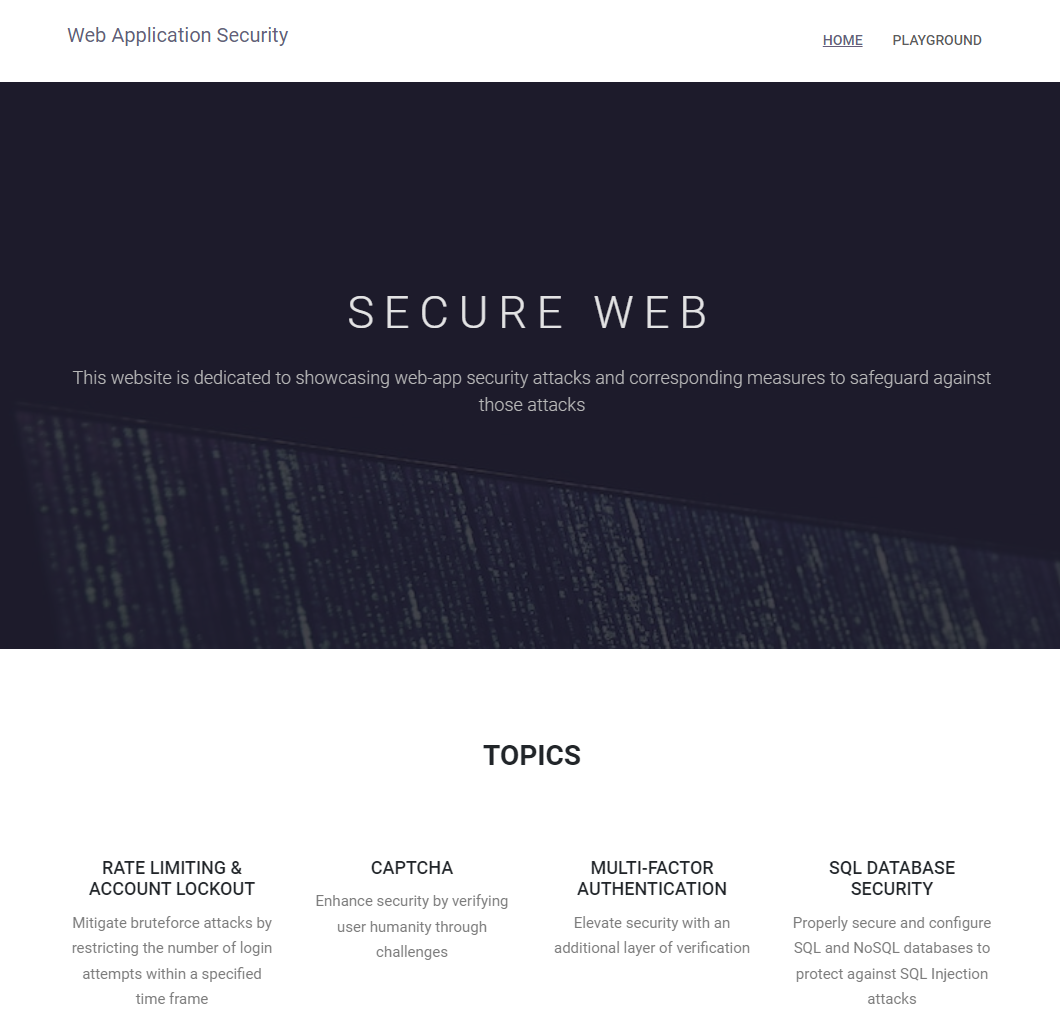 Web Application Security
HOME
PLAYGROUND
SECURE WEB
This website is dedicated to showcasing web-app security attacks and corresponding measures to safeguard against
those attacks
TOPICS
RATE LIMITING &
ACCOUNT LOCKOUT
Mitigate bruteforce attacks by
restricting the number of login
attempts within a specified
time frame
CAPTCHA
Enhance security by verifying
user humanity through
challenges
MULTI-FACTOR
AUTHENTICATION
Elevate security with an
additional layer of verification
SQL DATABASE
SECURITY
Properly secure and configure
SQL and NoSQL databases to
protect against SQL Injection
attacks